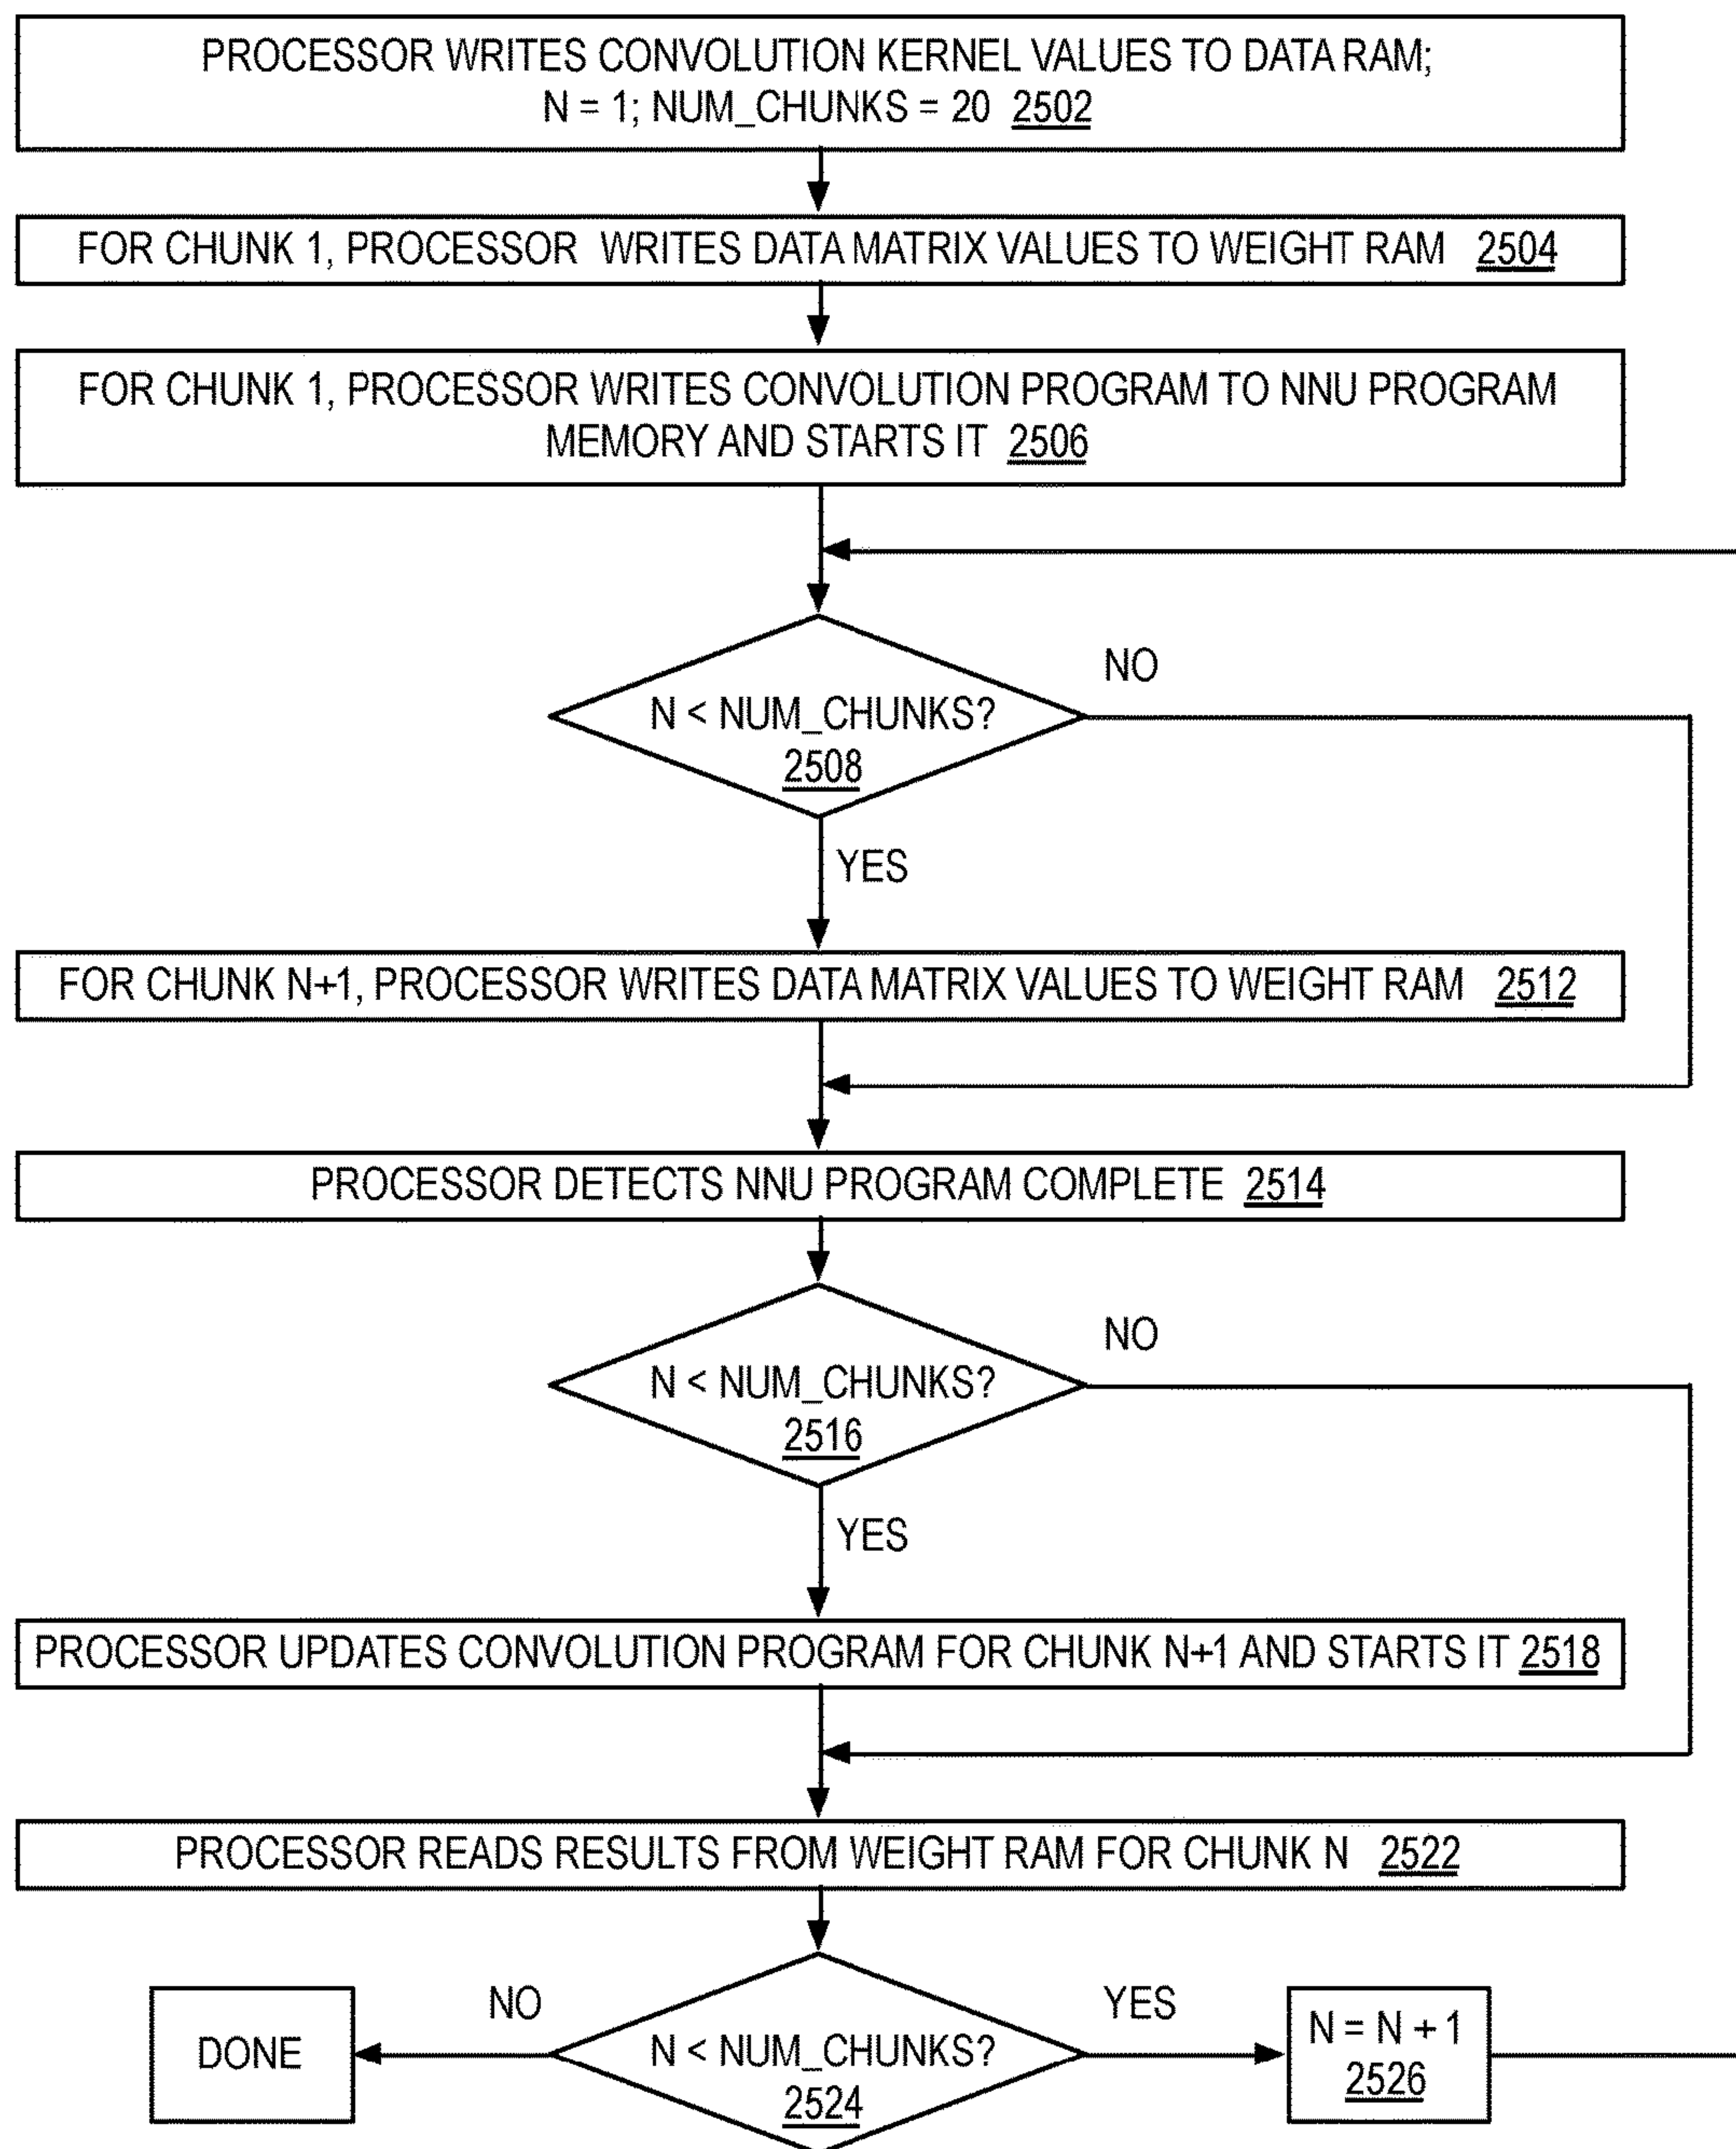 PROCESSOR WRITES CONVOLUTION KERNEL VALUES TO DATA RAM;
N = 1; NUM_CHUNKS = 20 2502
FOR CHUNK 1, PROCESSOR WRITES DATA MATRIX VALUES TO WEIGHT RAM 2504
FOR CHUNK 1, PROCESSOR WRITES CONVOLUTION PROGRAM TO NNU PROGRAM
MEMORY AND STARTS IT 2506
NO
N < NUM_CHUNKS?
2508
YES
FOR CHUNK N+1, PROCESSOR WRITES DATA MATRIX VALUES TO WEIGHT RAM 2512
PROCESSOR DETECTS NNU PROGRAM COMPLETE 2514
NO
N < NUM_CHUNKS?
2516
YES
PROCESSOR UPDATES CONVOLUTION PROGRAM FOR CHUNK N+1 AND STARTS IT 2518
PROCESSOR READS RESULTS FROM WEIGHT RAM FOR CHUNK N 2522
NO
YES
DONE
N < NUM_CHUNKS?
2524
N = N + 1
2526